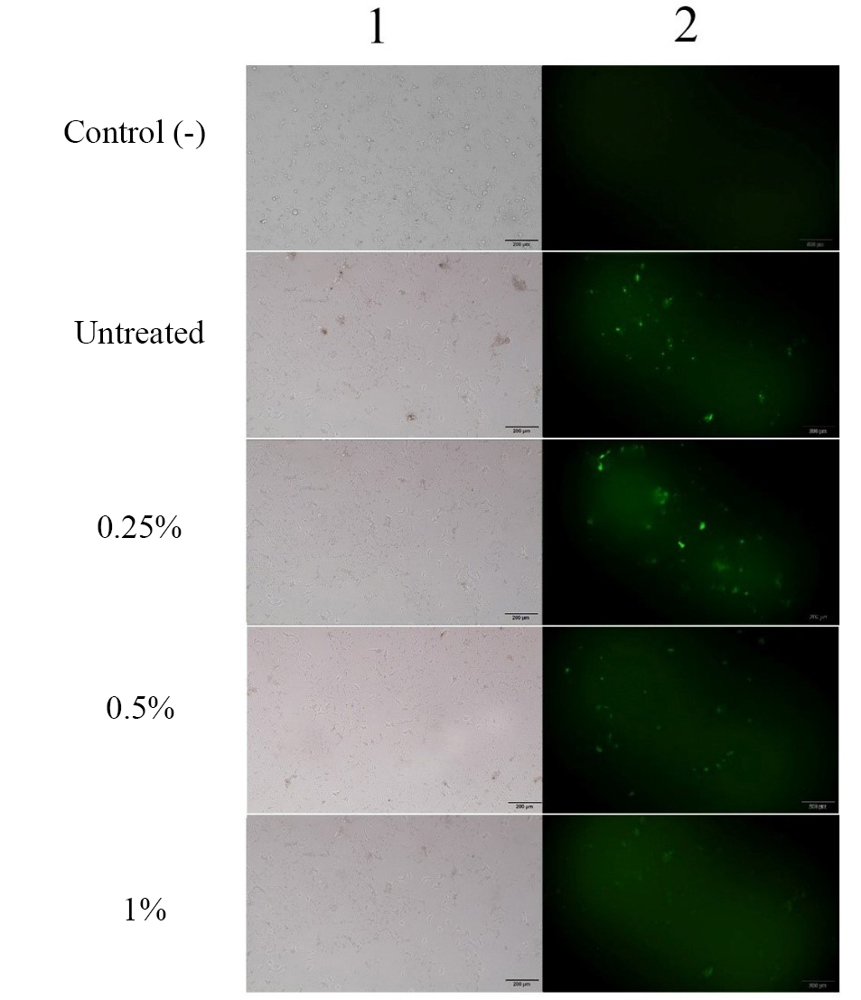 1 2
Control (-)
200 µm
Untreated
200 µm
0.25%
200 µm
0.5%
200 µm
1%
200 µm